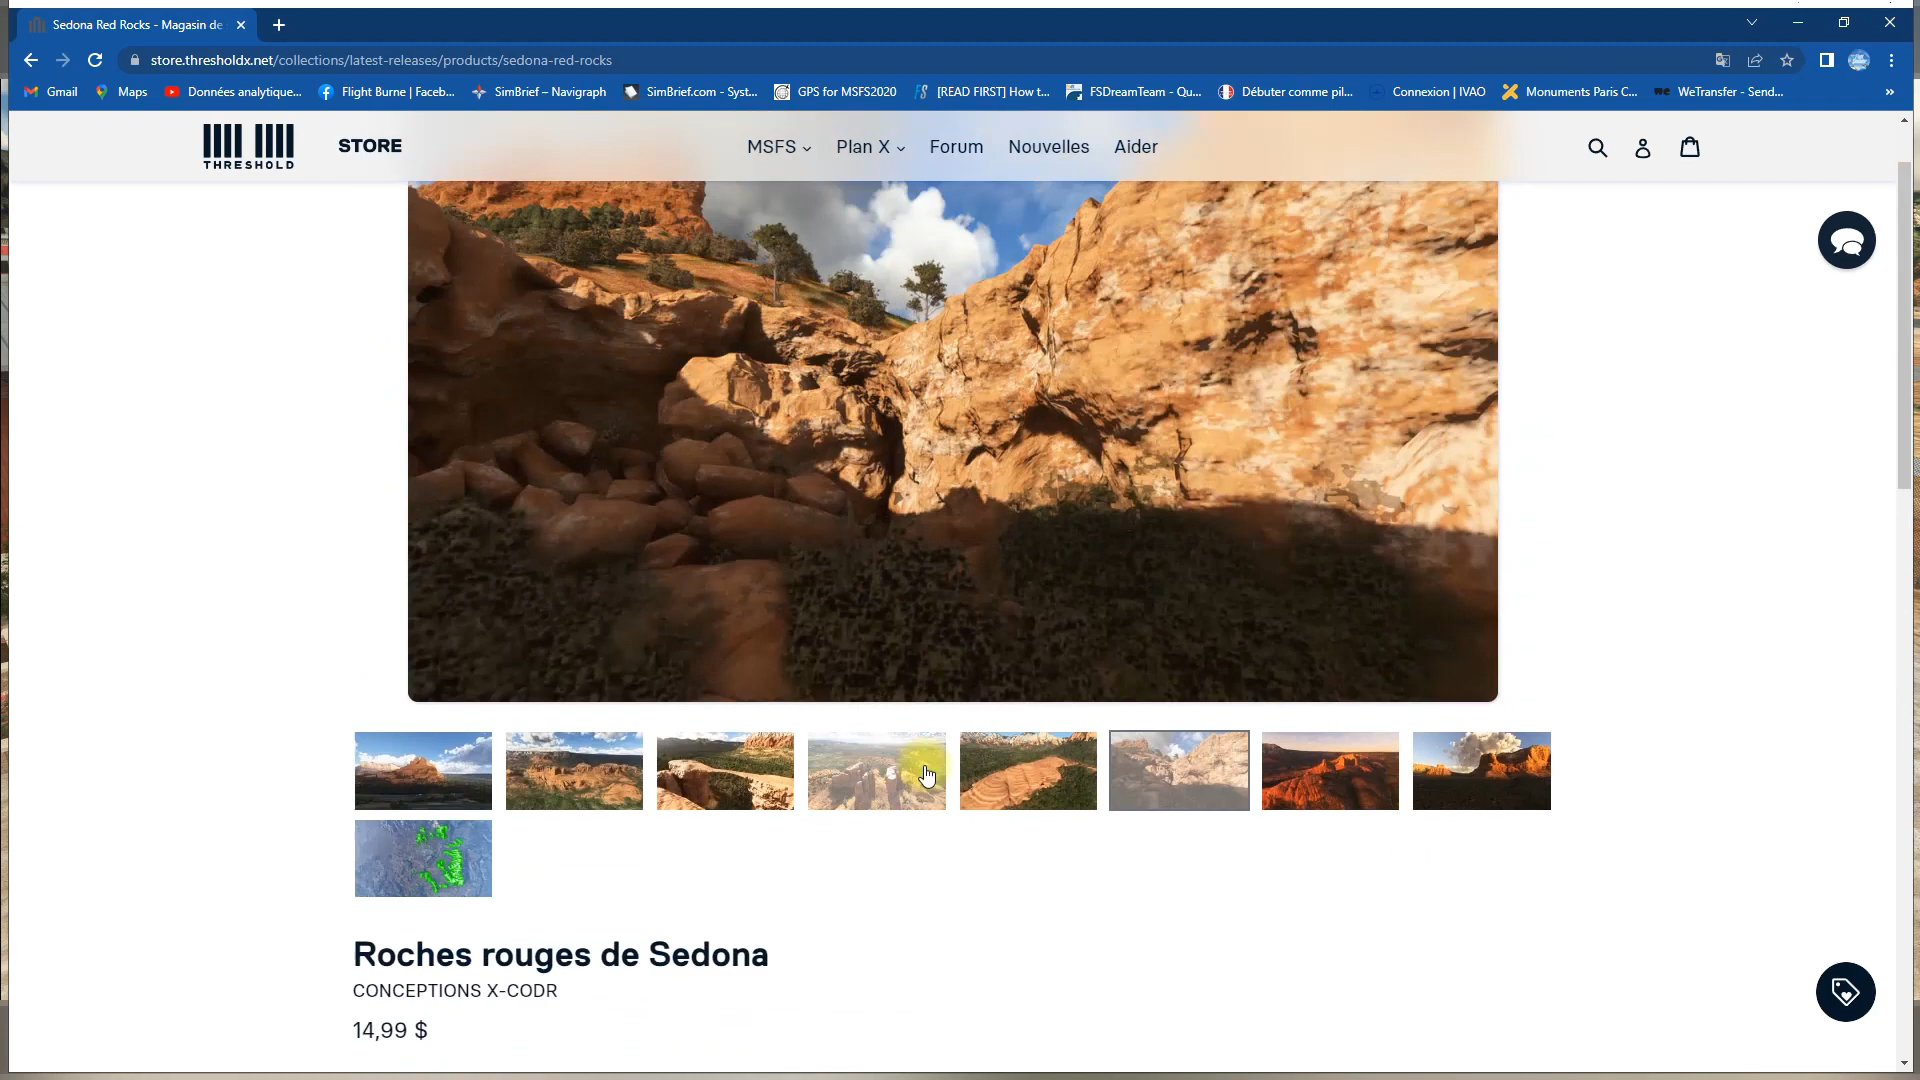 Sedona Red Rocks - Magasin de
store.thresholdx.net/collections/latest-releases/products/sedona-red-rocks
Gmail
Maps
Données analytique...
Flight Burne | Faceb...
SimBrief – Navigraph
SimBrief.com - Syst...
GPS for MSFS2020
[READ FIRST] How t...
FSDreamTeam - Qu...
Débuter comme pil...
Connexion | IVAO
Monuments Paris C...
WeTransfer - Send...
»
THRESHOLD
STORE
MSFS
Plan X
Forum
Nouvelles
Aider
Roches rouges de Sedona
CONCEPTIONS X-CODR
14,99 $